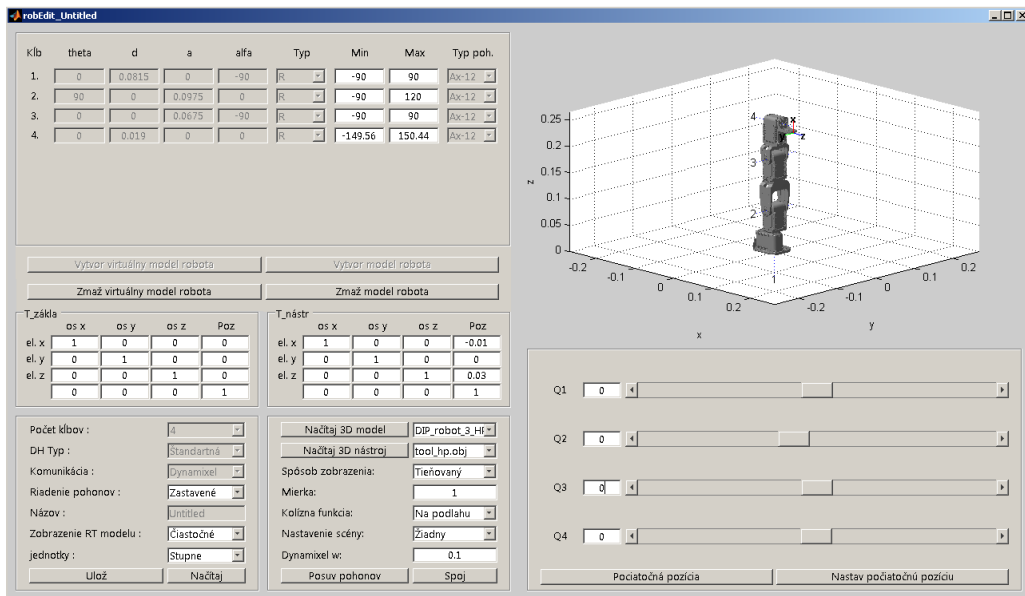 robEdit_Untitled
Kĺb theta d a alfa Typ Min Max Typ poh.
1. 0 0.0815 0 -90 R -90 90 Ax-12
2. 90 0 0.0975 0 R -90 120 Ax-12
3. 0 0 0.0675 -90 R -90 90 Ax-12
4. 0 0.019 0 0 R -149.56 150.44 Ax-12
Vytvor virtuálny model robota Vytvor model robota
Zmaž virtuálny model robota Zmaž model robota
T_zákla
os x os y os z Poz
el. x 1 0 0 0
el. y 0 1 0 0
el. z 0 0 1 0
0 0 0 1
T_nástr
os x os y os z Poz
el. x 1 0 0 -0.01
el. y 0 1 0 0
el. z 0 0 1 0.03
0 0 0 1
Počet kĺbov : 4
DH Typ : Štandartná
Komunikácia : Dynamixel
Riadenie pohonov : Zastavené
Názov : Untitled
Zobrazenie RT modelu : Čiastočné
jednotky : Stupne
Ulož Načítaj
Načítaj 3D model DIP_robot_3_HF
Načítaj 3D nástroj tool_hp.obj
Spôsob zobrazenia: Tieňovaný
Mierka: 1
Kolízna funkcia: Na podlahu
Nastavenie scény: Žiadny
Dynamixel w: 0.1
Posuv pohonov Spoj
0.25
0.2
0.15
0.1
0.05
0
z
4
3
2
1
x
y
z
-0.2 -0.1 0 0.1 0.2
x
-0.2 -0.1 0 0.1 0.2
y
Q1 0
Q2 0
Q3 0
Q4 0
Pociatočná pozícia Nastav počiatočnú pozíciu